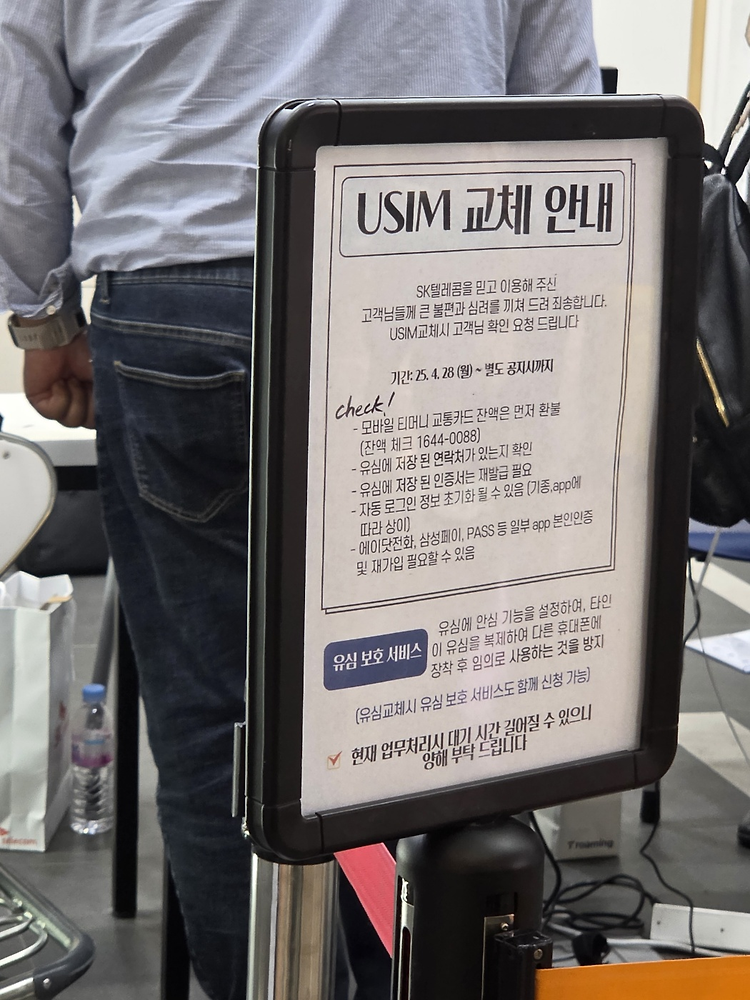 USIM 교체 안내
SK텔레콤을 믿고 이용해 주신
고객님들께 큰 불편과 심려를 끼쳐 드려 죄송합니다.
USIM교체시 고객님 확인 요청 드립니다
기간: 25. 4. 28 (월) ~ 별도 공지시까지
check!
- 모바일 티머니 교통카드 잔액은 먼저 환불
(잔액 체크 1644-0088)
- 유심에 저장 된 연락처가 있는지 확인
- 유심에 저장 된 인증서는 재발급 필요
- 자동 로그인 정보 초기화 될 수 있음 (기종,app에
따라 상이)
- 에이닷전화, 삼성페이, PASS 등 일부 app 본인인증
및 재가입 필요할 수 있음
유심 보호 서비스
유심에 안심 기능을 설정하여, 타인
이 유심을 복제하여 다른 휴대폰에
장착 후 임의로 사용하는 것을 방지
(유심교체시 유심 보호 서비스도 함께 신청 가능)
현재 업무처리시 대기 시간 길어질 수 있으니
양해 부탁 드립니다
telecom
T roaming